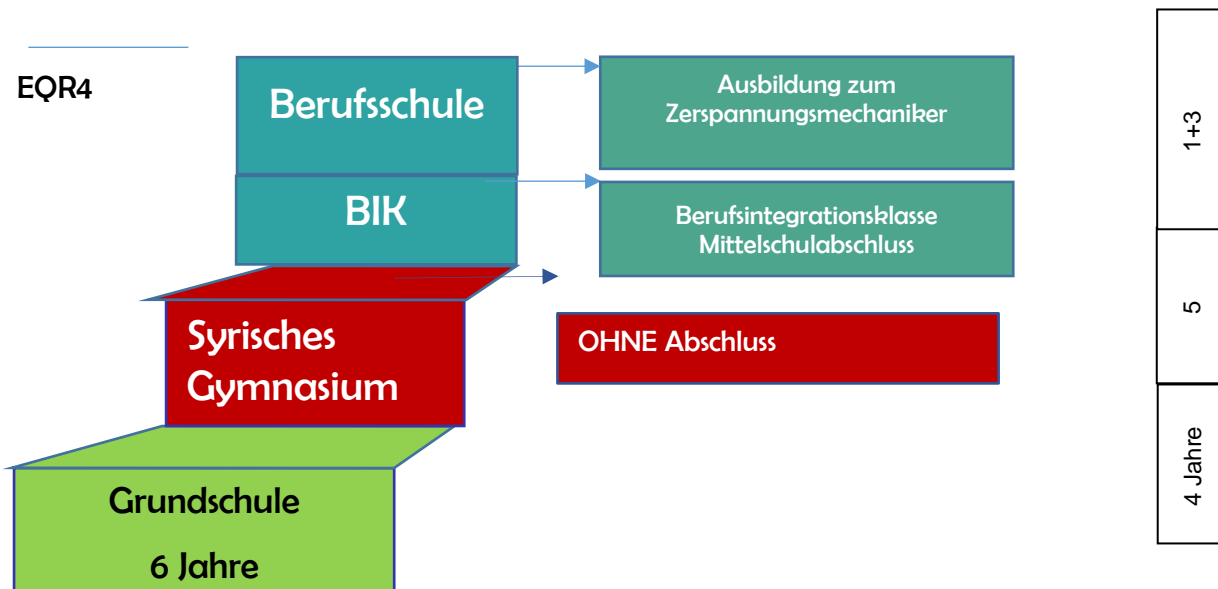 EQR4
Berufsschule
Ausbildung zum
Zerspannungsmechaniker
1+3
BIK
Berufsintegrationsklasse
Mittelschulabschluss
Syrisches
Gymnasium
OHNE Abschluss
5
Grundschule
6 Jahre
4 Jahre